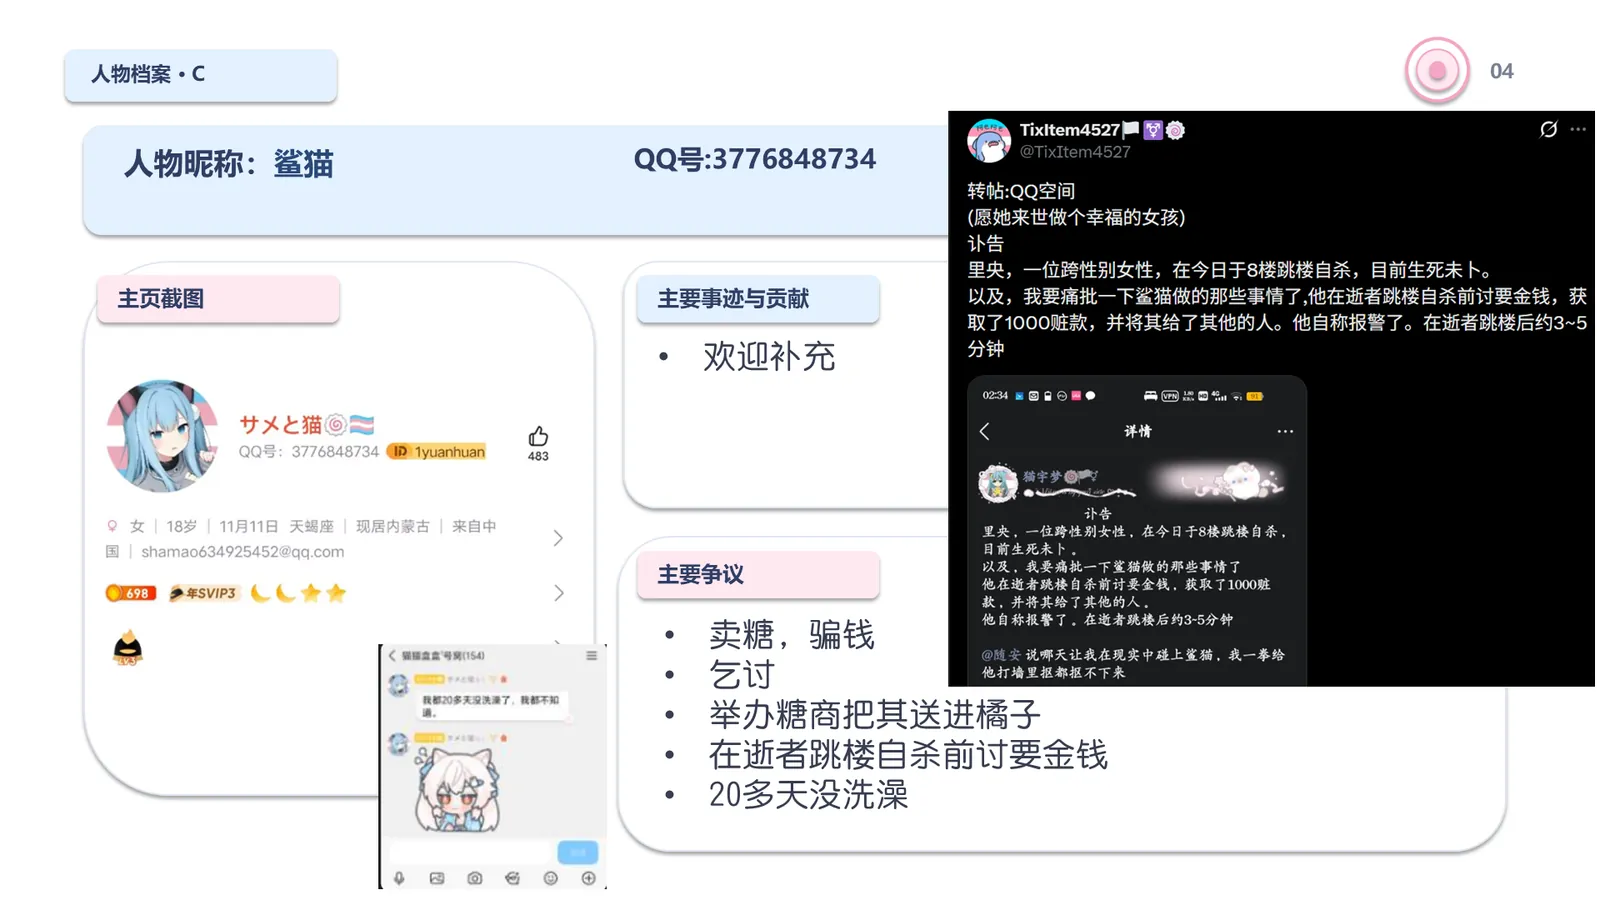 人物档案·C
04
人物昵称：鲨猫
QQ号:3776848734
主页截图
サメと猫🍥🏳️‍⚧️
QQ号：3776848734
ID 1yuanhuan
483
女 | 18岁 | 11月11日 天蝎座 | 现居内蒙古 | 来自中
国 | shamao634925452@qq.com
698
年SVIP3
LV3
猫猫盒盒'号窝(154)
我都20多天没洗澡了，我都不知
道。
主要事迹与贡献
• 欢迎补充
主要争议
• 卖糖，骗钱
• 乞讨
• 举办糖商把其送进橘子
• 在逝者跳楼自杀前讨要金钱
• 20多天没洗澡
TixItem4527🏳️⚧️🍥
@TixItem4527
转帖:QQ空间
(愿她来世做个幸福的女孩)
讣告
里央，一位跨性别女性，在今日于8楼跳楼自杀，目前生死未卜。
以及，我要痛批一下鲨猫做的那些事情了,他在逝者跳楼自杀前讨要金钱，获
取了1000赃款，并将其给了其他的人。他自称报警了。在逝者跳楼后约3~5
分钟
02:34
VPN
4G
91
详情
猫宇梦
讣告
里央，一位跨性别女性，在今日于8楼跳楼自杀，
目前生死未卜。
以及，我要痛批一下鲨猫做的那些事情了
他在逝者跳楼自杀前讨要金钱，获取了1000赃
款，并将其给了其他的人。
他自称报警了。在逝者跳楼后约3~5分钟
@随安 说哪天让我在现实中碰上鲨猫，我一拳给
他打墙里抠都抠不下来